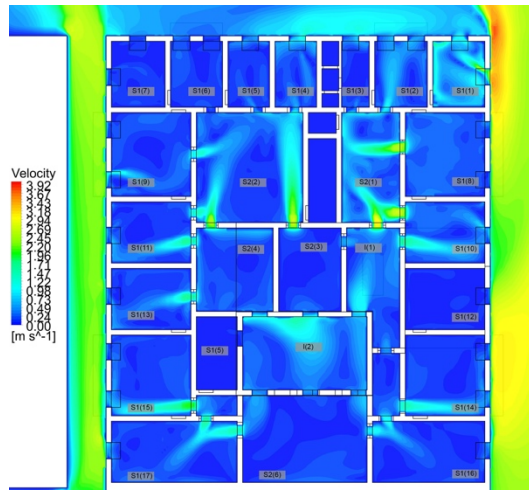 S1(7)
S1(6)
S1(5)
S1(4)
S1(3)
S1(2)
S1(1)
S1(9)
S2(2)
S2(1)
S1(8)
Velocity
3.92
3.67
3.43
3.18
2.94
2.69
2.45
2.20
1.96
1.71
1.47
1.22
0.98
0.73
0.49
0.24
0.00
[m s^-1]
S1(11)
S2(4)
S2(3)
I(1)
S1(10)
S1(13)
S1(12)
S1(5)
I(2)
S1(15)
S1(14)
S1(17)
S2(6)
S1(16)